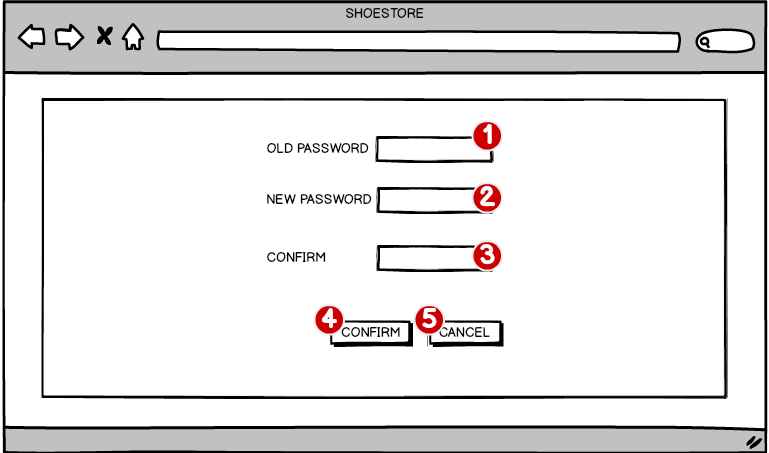 SHOESTORE
OLD PASSWORD 1
NEW PASSWORD 2
CONFIRM 3
4 CONFIRM 5 CANCEL